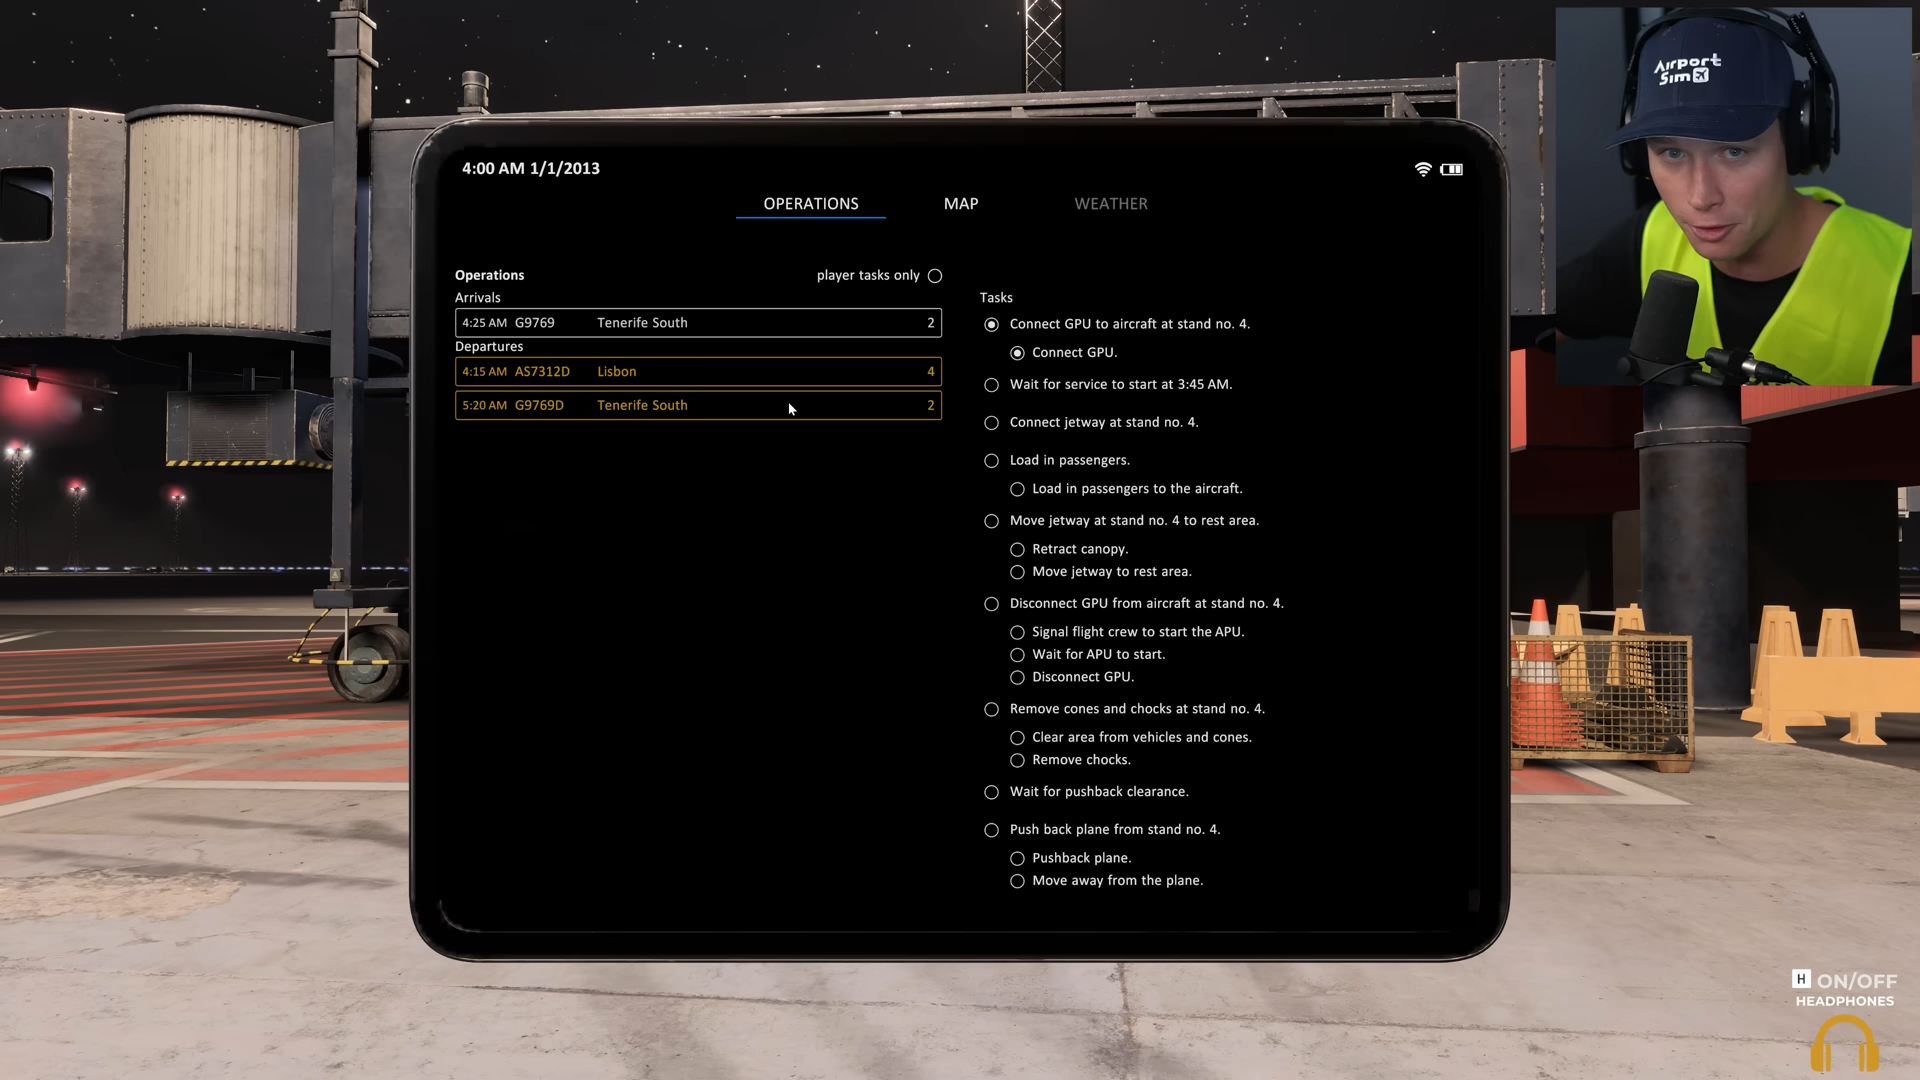 Airport
Sim
4:00 AM 1/1/2013
OPERATIONS
MAP
WEATHER
Operations
player tasks only
Arrivals
4:25 AM G9769 Tenerife South 2
Departures
4:15 AM AS7312D Lisbon 4
5:20 AM G9769D Tenerife South 2
Tasks
Connect GPU to aircraft at stand no. 4.
Connect GPU.
Wait for service to start at 3:45 AM.
Connect jetway at stand no. 4.
Load in passengers.
Load in passengers to the aircraft.
Move jetway at stand no. 4 to rest area.
Retract canopy.
Move jetway to rest area.
Disconnect GPU from aircraft at stand no. 4.
Signal flight crew to start the APU.
Wait for APU to start.
Disconnect GPU.
Remove cones and chocks at stand no. 4.
Clear area from vehicles and cones.
Remove chocks.
Wait for pushback clearance.
Push back plane from stand no. 4.
Pushback plane.
Move away from the plane.
H ON/OFF
HEADPHONES